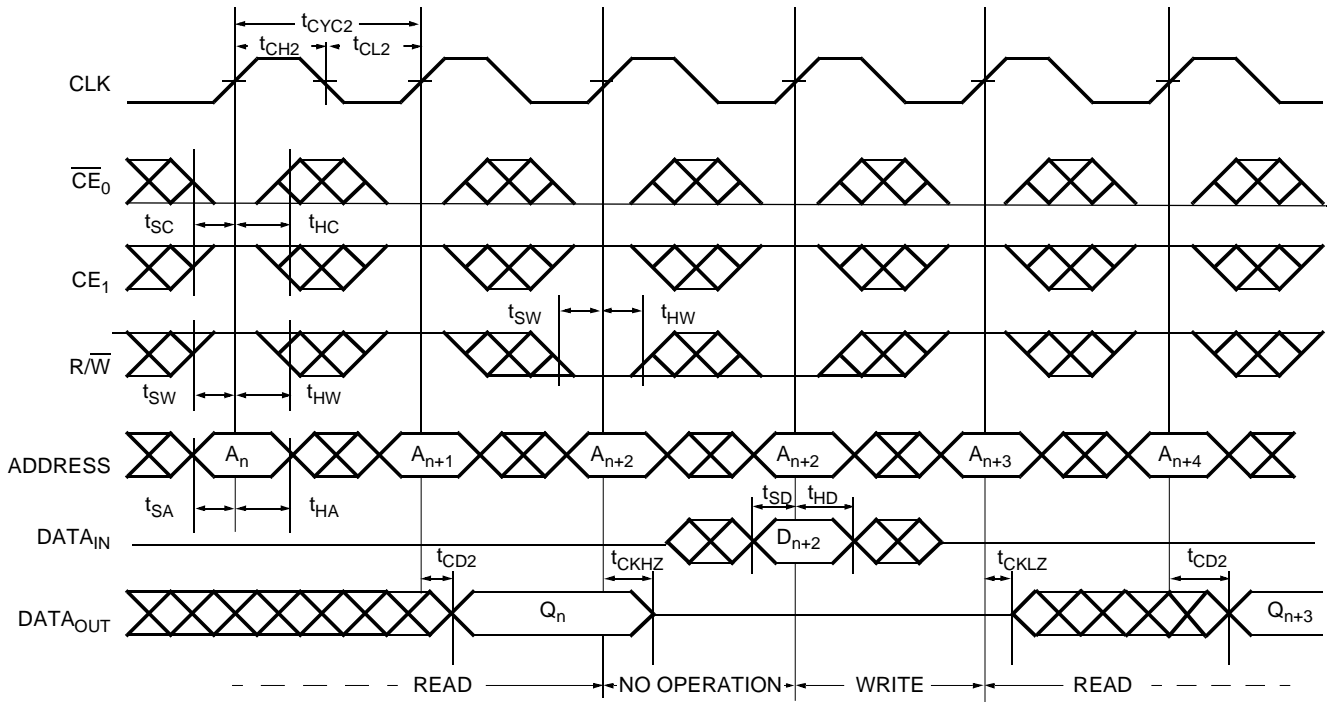 tCYC2
tCH2 tCL2
CLK
CE0
tSC tHC
CE1
tSW tHW
R/W
tSW tHW
ADDRESS An An+1 An+2 An+2 An+3 An+4
tSA tHA tSD tHD
DATAIN Dn+2
tCD2 tCKHZ tCKLZ tCD2
DATAOUT Qn Qn+3
READ NO OPERATION WRITE READ